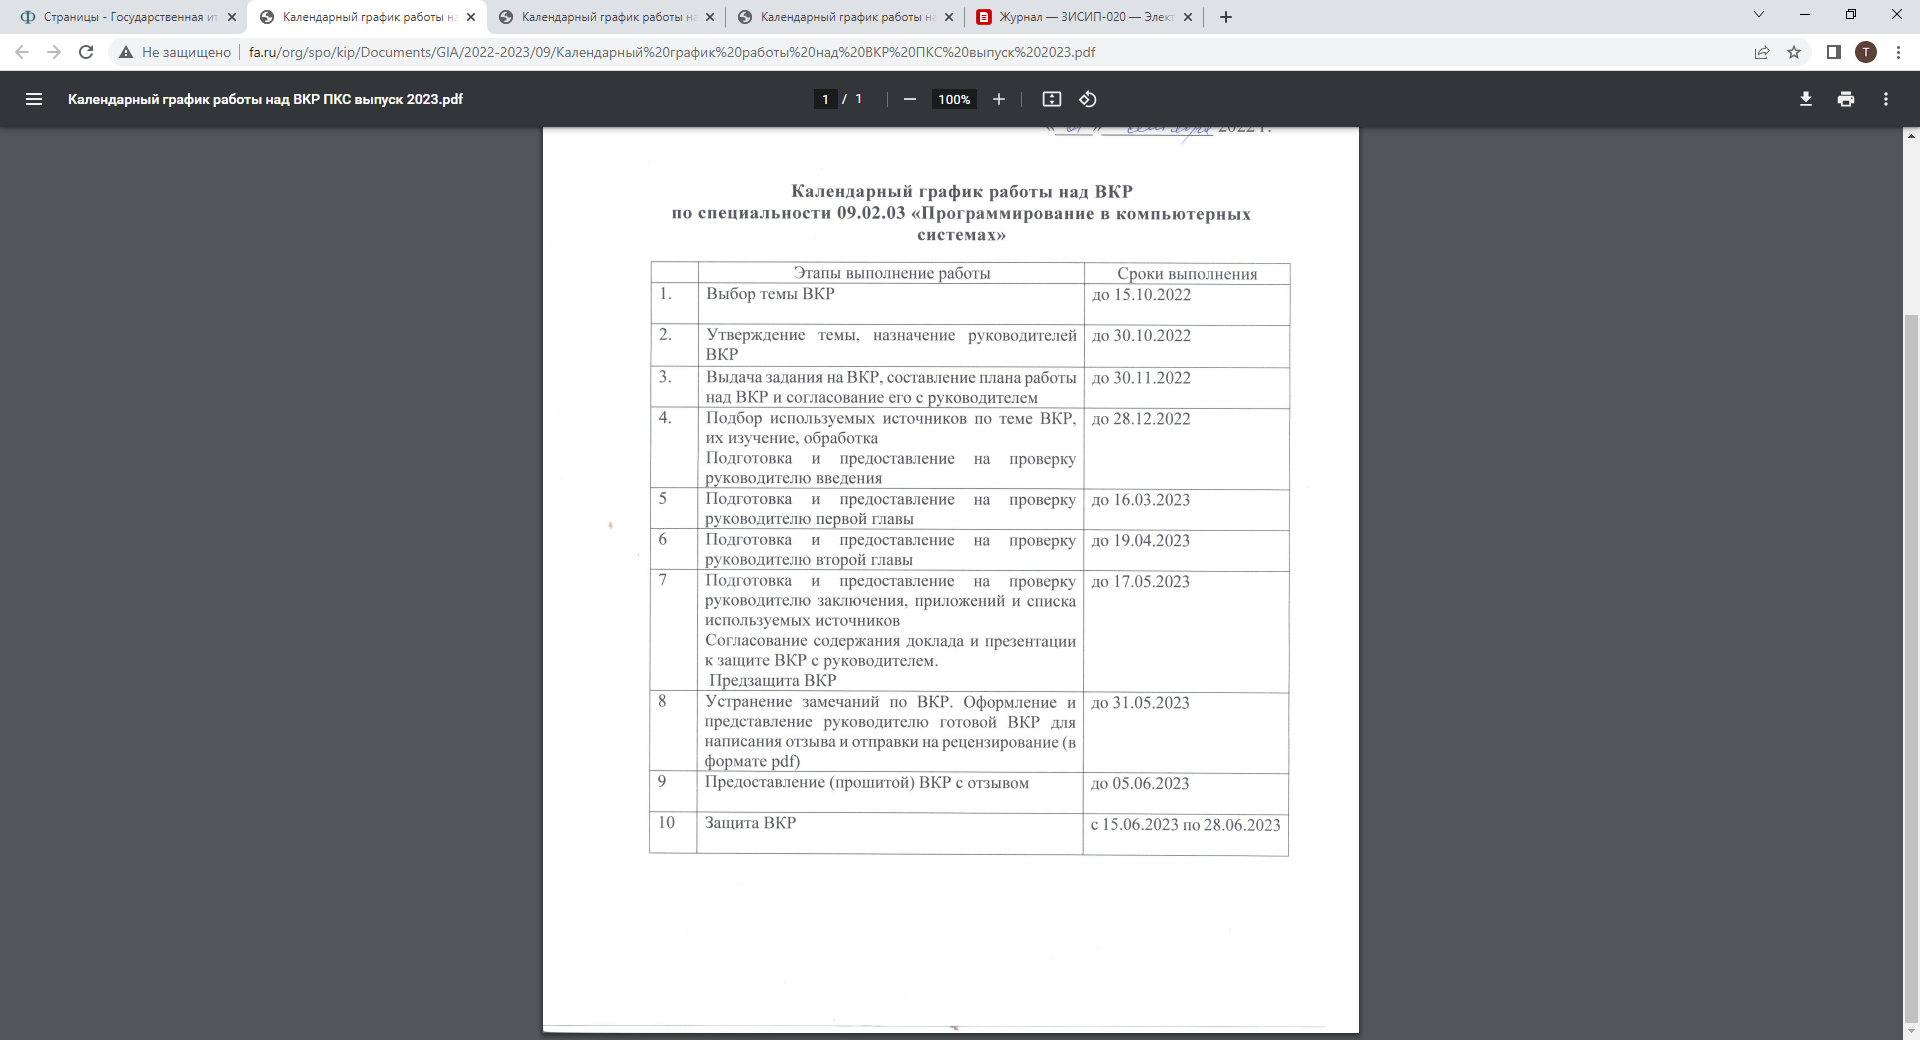 Страницы - Государственная ит
Календарный график работы на
Календарный график работы на
Календарный график работы на
Журнал — 3ИСИП-020 — Элект
Не защищено
fa.ru/org/spo/kip/Documents/GIA/2022-2023/09/Календарный%20график%20работы%20над%20ВКР%20ПКС%20выпуск%202023.pdf
T
Календарный график работы над ВКР ПКС выпуск 2023.pdf
1 / 1
100%
2022 г.
Календарный график работы над ВКР
по специальности 09.02.03 «Программирование в компьютерных
системах»
Этапы выполнение работы
Сроки выполнения
1.
Выбор темы ВКР
до 15.10.2022
2.
Утверждение темы, назначение руководителей
ВКР
до 30.10.2022
3.
Выдача задания на ВКР, составление плана работы
над ВКР и согласование его с руководителем
до 30.11.2022
4.
Подбор используемых источников по теме ВКР,
их изучение, обработка
Подготовка и предоставление на проверку
руководителю введения
до 28.12.2022
5
Подготовка и предоставление на проверку
руководителю первой главы
до 16.03.2023
6
Подготовка и предоставление на проверку
руководителю второй главы
до 19.04.2023
7
Подготовка и предоставление на проверку
руководителю заключения, приложений и списка
используемых источников
Согласование содержания доклада и презентации
к защите ВКР с руководителем.
Предзащита ВКР
до 17.05.2023
8
Устранение замечаний по ВКР. Оформление и
представление руководителю готовой ВКР для
написания отзыва и отправки на рецензирование (в
формате pdf)
до 31.05.2023
9
Предоставление (прошитой) ВКР с отзывом
до 05.06.2023
10
Защита ВКР
с 15.06.2023 по 28.06.2023